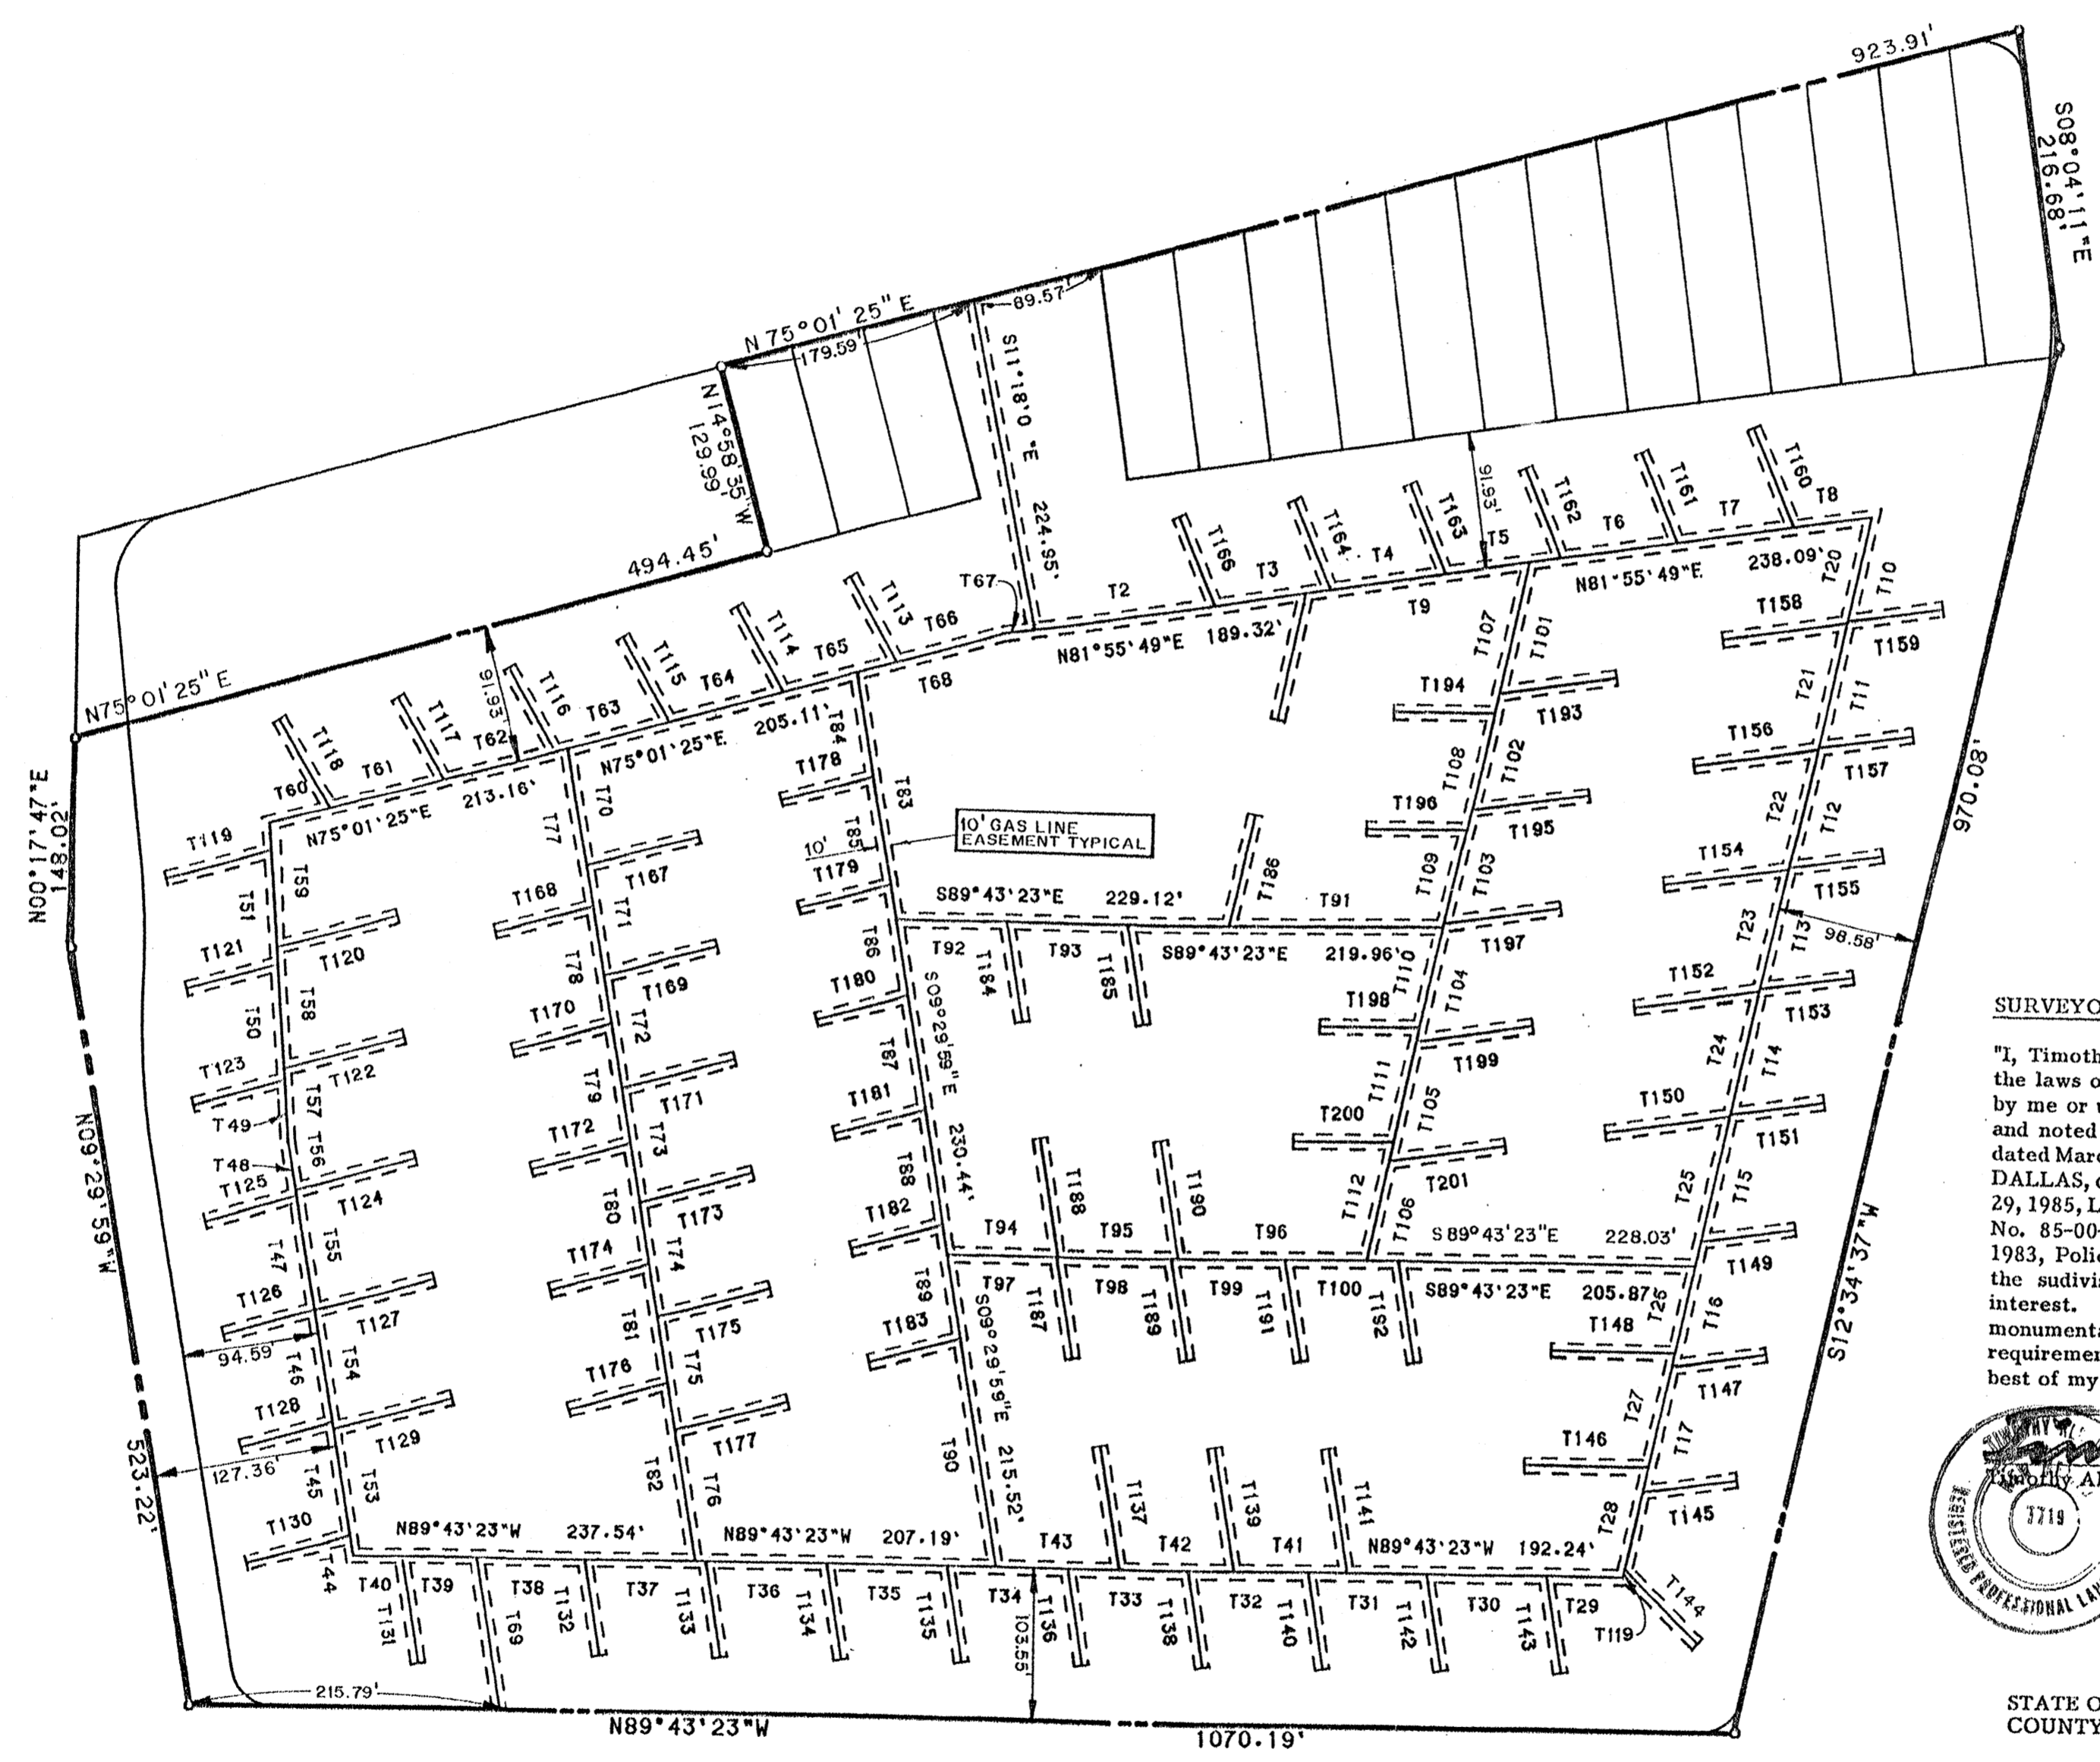 923.91'
S08°04'11"E
216.68'
N 75°01' 25" E
179.59'
89.57'
S11°18'0 "E 224.95'
N14°58'35"W
129.99'
494.45'
N75°01'25" E
N00°17'47"E
148.02'
91.93'
91.93'
T160
T161
T162
T163
T164
T166
T8
T7
T6
T5
T4
T3
T2
T67
T66
T113
T65
T114
T64
T115
T63
T116
T62
T117
T61
T118
T60
N81°55'49"E 238.09'
T9
N81°55'49"E 189.32'
T68
N75°01'25"E 205.11'
N75°01'25"E 213.16'
T20
T10
T158
T159
T21
T11
T156
T157
T22
T12
T154
T155
T23
T13
98.58'
970.08'
T152
T153
T24
T14
T150
T151
T25
T15
T149
T107
T101
T194
T193
T108
T102
T196
T195
T109
T103
T186
T91
T197
T110
T104
T198
T199
T111
T105
T200
T201
T112
T106
T84
T178
T83
T85
10' GAS LINE
EASEMENT TYPICAL
10'
T179
S89°43'23"E 229.12'
T92
T93
S89°43'23"E 219.96'
T184
T185
T86
T180
T87
T181
S09°29'59"E 230.44'
T88
T182
T188
T190
T94
T95
T96
S89°43'23"E 228.03'
T97
T98
T99
T100
S89°43'23"E 205.87'
T187
T189
T191
T192
T89
T183
S09°29'59"E 215.52'
T90
T70
T77
T168
T167
T71
T78
T169
T170
T72
T79
T171
T172
T73
T80
T173
T174
T74
T81
T175
T176
T75
T82
T177
T76
T119
T51
T59
T121
T120
T50
T58
T123
T122
T49
T57
T48
T56
T125
T124
T47
T55
T126
T127
94.59'
T46
T54
T128
T129
127.36'
T45
T53
T130
T44
N09°29'59"W
523.22'
N89°43'23"W 237.54'
N89°43'23"W 207.19'
T43
T137
T42
T139
T41
T141
N89°43'23"W 192.24'
T26
T16
T148
T147
T27
T17
T146
T145
T28
T144
T119
S12°34'37"W
T40
T39
T38
T37
T36
T35
T34
T33
T32
T31
T30
T29
T131
T69
T132
T133
T134
T135
T136
T138
T140
T142
T143
103.55'
215.79'
N89°43'23"W
1070.19'
SURVEYO
"I, Timoth
the laws o
by me or u
and noted
dated Marc
DALLAS,
29, 1985, L
No. 85-00-
1983, Polic
the sudivis
interest.
monuments
requiremen
best of my
Timothy Al
REGISTERED PROFESSIONAL LAN
7719
STATE O
COUNTY